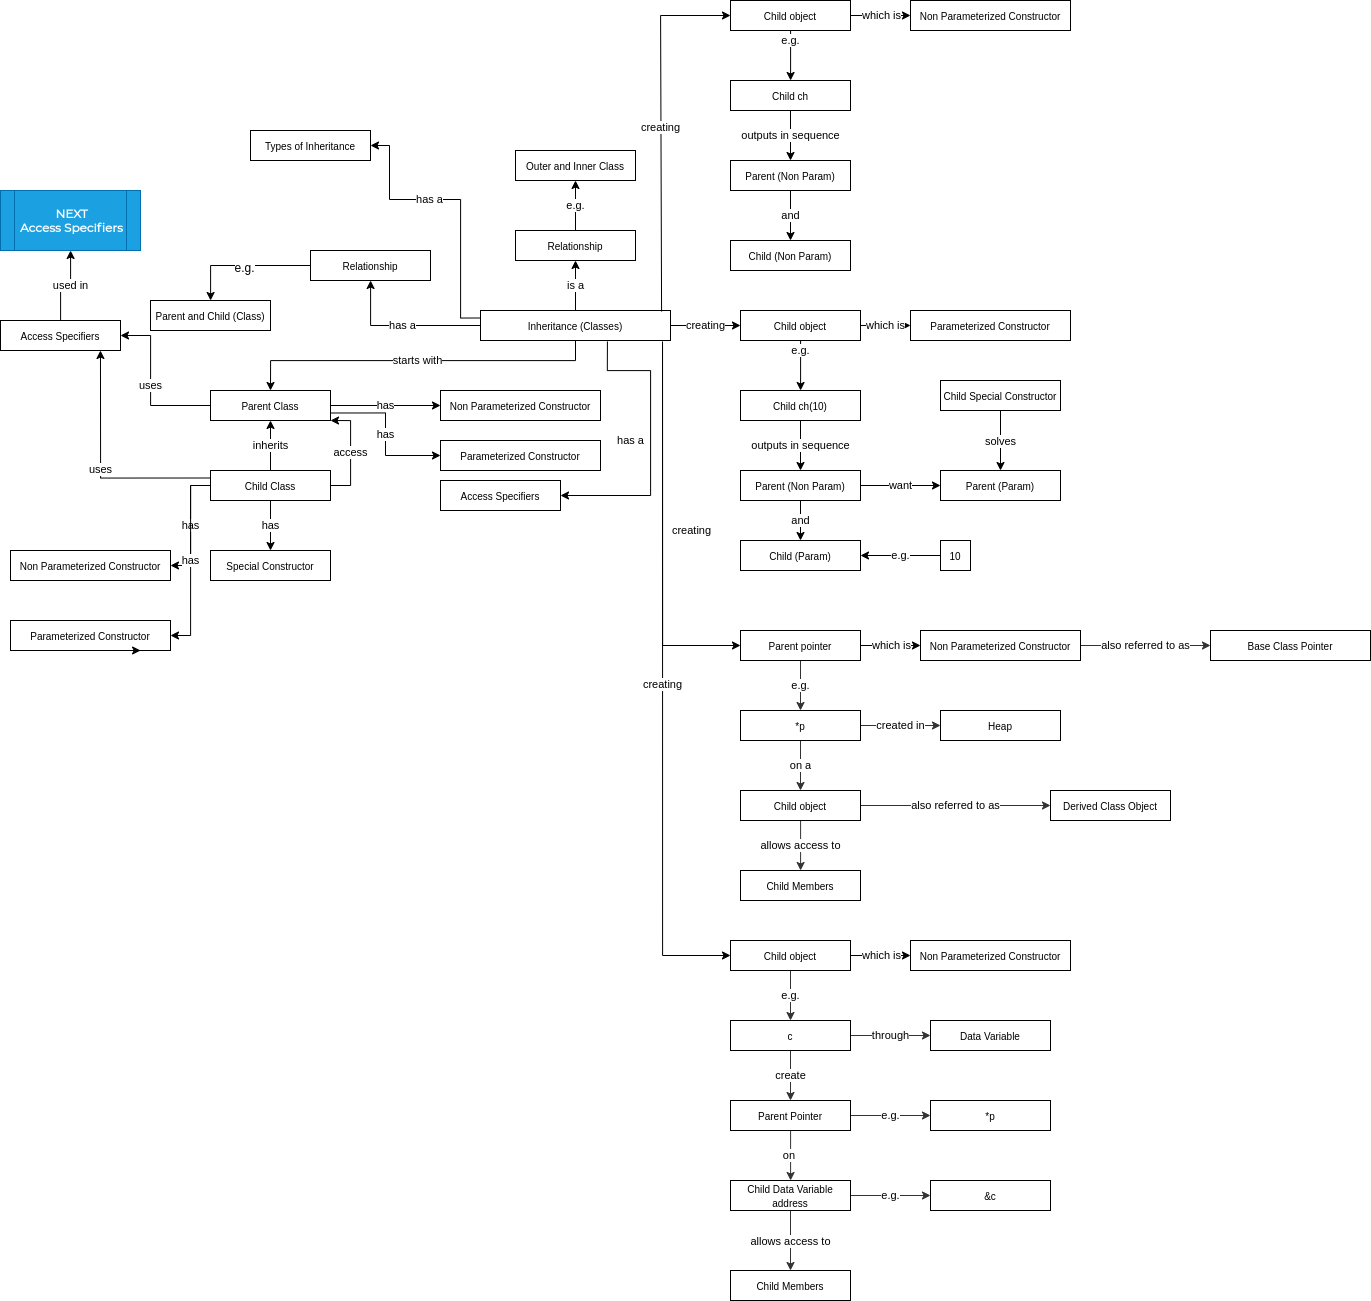 Child object
which is
Non Parameterized Constructor
e.g.
Child ch
creating
outputs in sequence
Types of Inheritance
Outer and Inner Class
Parent (Non Param)
has a
e.g.
and
NEXT
Access Specifiers
Relationship
Child (Non Param)
Relationship
e.g.
used in
is a
Parent and Child (Class)
Access Specifiers
has a
Inheritance (Classes)
creating
Child object
which is
Parameterized Constructor
e.g.
starts with
uses
Parent Class
has
Non Parameterized Constructor
Child ch(10)
Child Special Constructor
has
inherits
access
has a
outputs in sequence
solves
Parameterized Constructor
uses
Child Class
Access Specifiers
Parent (Non Param)
want
Parent (Param)
has
has
creating
and
Non Parameterized Constructor
has
Special Constructor
Child (Param)
e.g.
10
Parameterized Constructor
Parent pointer
which is
Non Parameterized Constructor
also referred to as
Base Class Pointer
creating
e.g.
*p
created in
Heap
on a
Child object
also referred to as
Derived Class Object
allows access to
Child Members
Child object
which is
Non Parameterized Constructor
e.g.
c
through
Data Variable
create
Parent Pointer
e.g.
*p
on
Child Data Variable
address
e.g.
&c
allows access to
Child Members